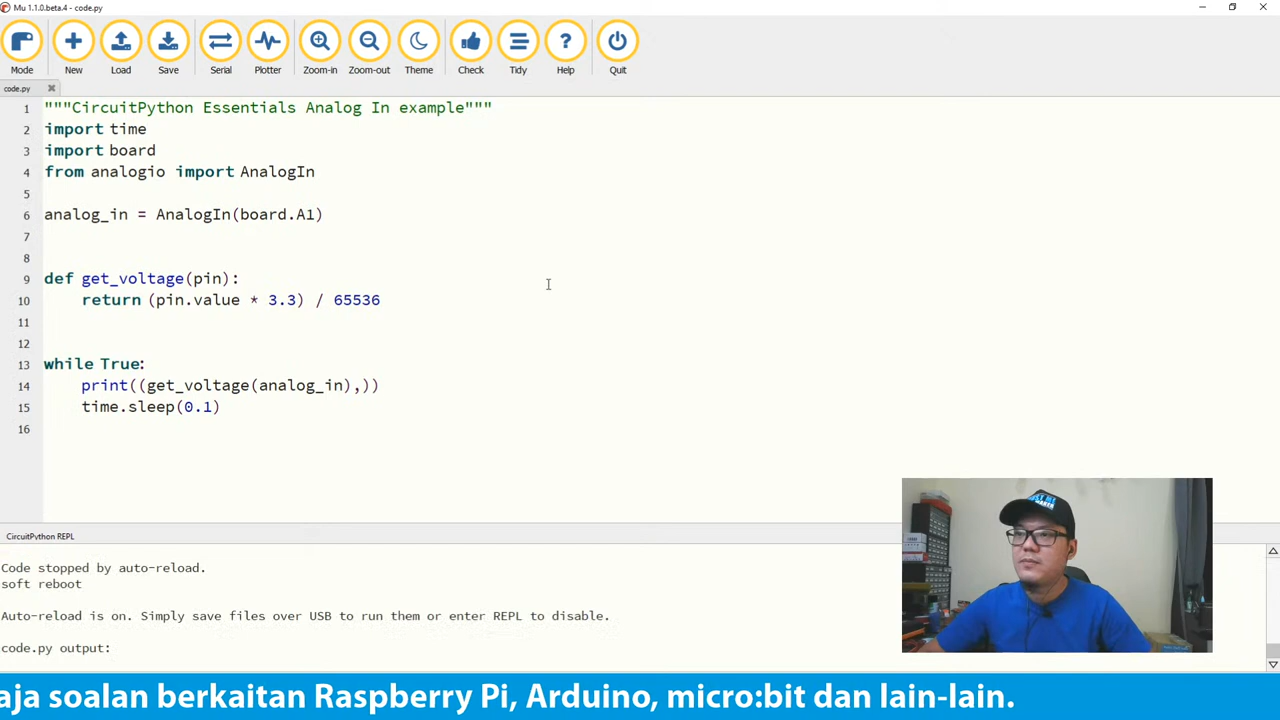 Mu 1.1.0.beta.4 - code.py
Mode New Load Save Serial Plotter Zoom-in Zoom-out Theme Check Tidy Help Quit
code.py
1 """CircuitPython Essentials Analog In example"""
2 import time
3 import board
4 from analogio import AnalogIn
5
6 analog_in = AnalogIn(board.A1)
7
8
9 def get_voltage(pin):
10 return (pin.value * 3.3) / 65536
11
12
13 while True:
14 print((get_voltage(analog_in),))
15 time.sleep(0.1)
16
CircuitPython REPL
Code stopped by auto-reload.
soft reboot
Auto-reload is on. Simply save files over USB to run them or enter REPL to disable.
code.py output:
aja soalan berkaitan Raspberry Pi, Arduino, micro:bit dan lain-lain.